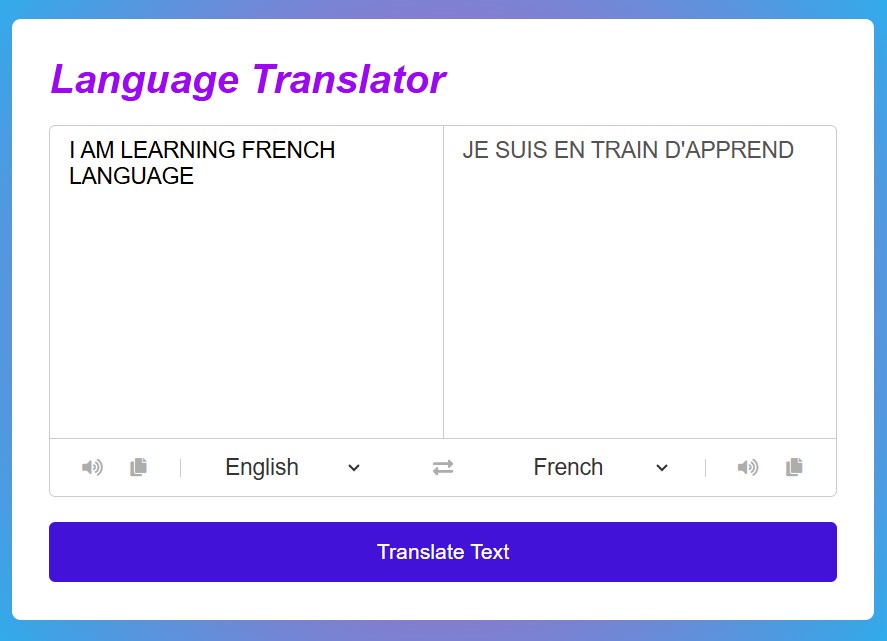 Language Translator
I AM LEARNING FRENCH
LANGUAGE
JE SUIS EN TRAIN D'APPREND
English
French
Translate Text